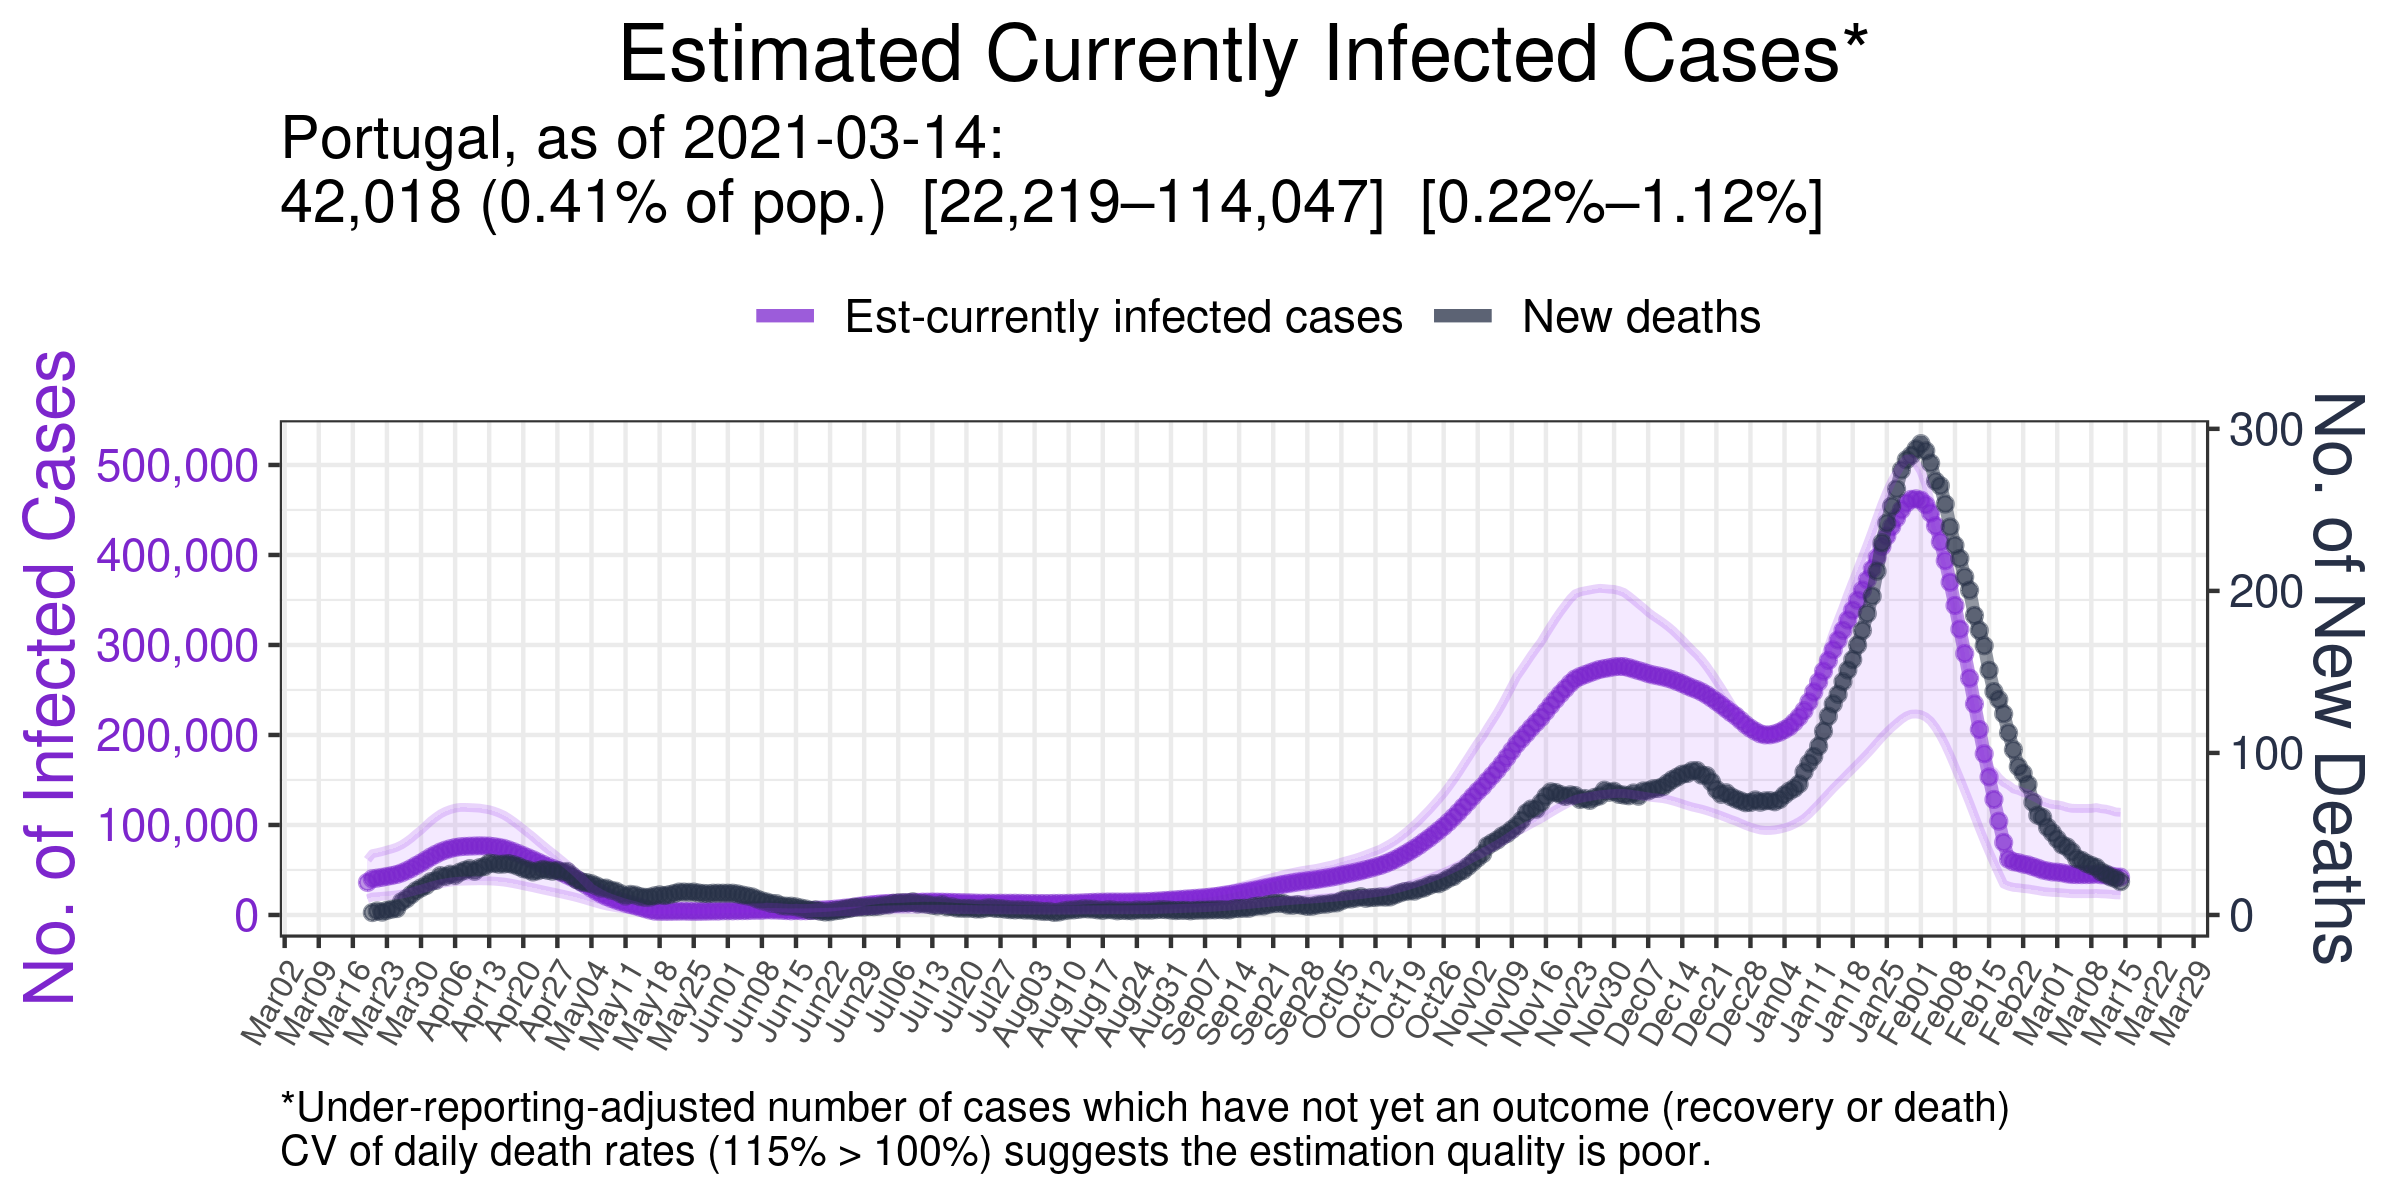 Estimated Currently Infected Cases*
Portugal, as of 2021-03-14:
42,018 (0.41% of pop.) [22,219–114,047] [0.22%–1.12%]
Est-currently infected cases
New deaths
No. of Infected Cases
500,000
400,000
300,000
200,000
100,000
0
300
200
100
0
No. of New Deaths
Mar02
Mar09
Mar16
Mar23
Mar30
Apr06
Apr13
Apr20
Apr27
May04
May11
May18
May25
Jun01
Jun08
Jun15
Jun22
Jun29
Jul06
Jul13
Jul20
Jul27
Aug03
Aug10
Aug17
Aug24
Aug31
Sep07
Sep14
Sep21
Sep28
Oct05
Oct12
Oct19
Oct26
Nov02
Nov09
Nov16
Nov23
Nov30
Dec07
Dec14
Dec21
Dec28
Jan04
Jan11
Jan18
Jan25
Feb01
Feb08
Feb15
Feb22
Mar01
Mar08
Mar15
Mar22
Mar29
*Under-reporting-adjusted number of cases which have not yet an outcome (recovery or death)
CV of daily death rates (115% > 100%) suggests the estimation quality is poor.